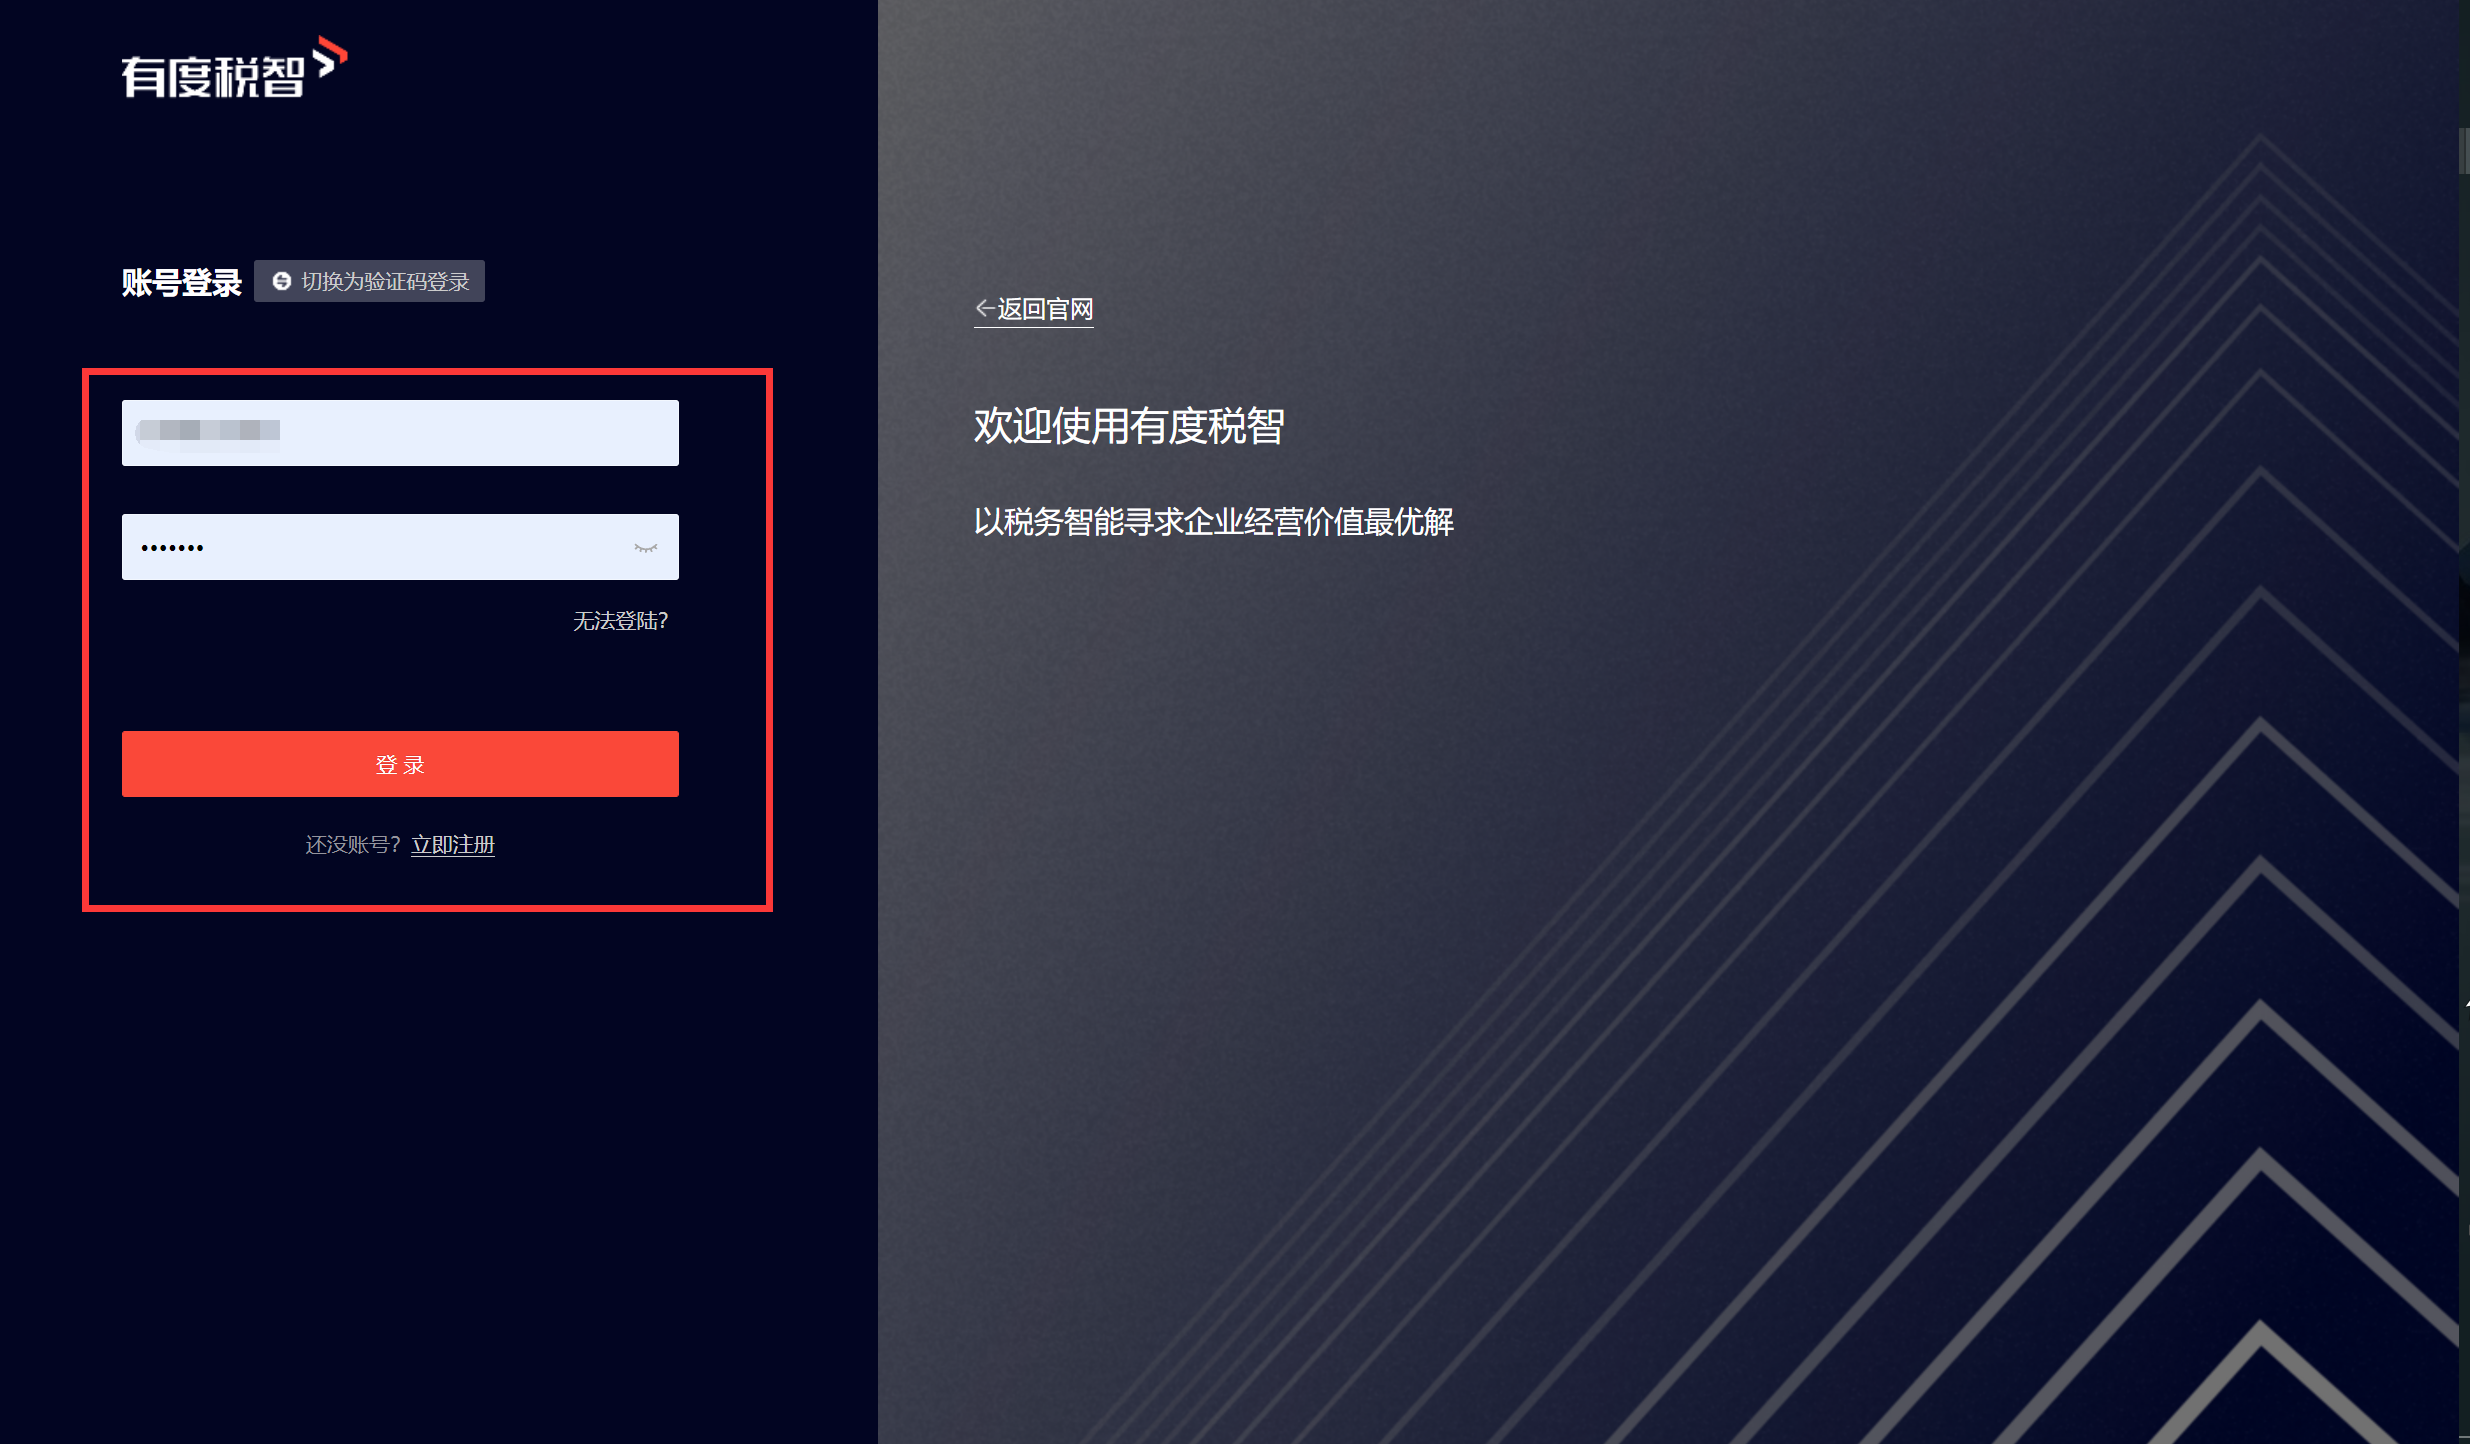 有度税智
账号登录
切换为验证码登录
•••••••
无法登陆?
登 录
还没账号? 立即注册
←返回官网
欢迎使用有度税智
以税务智能寻求企业经营价值最优解